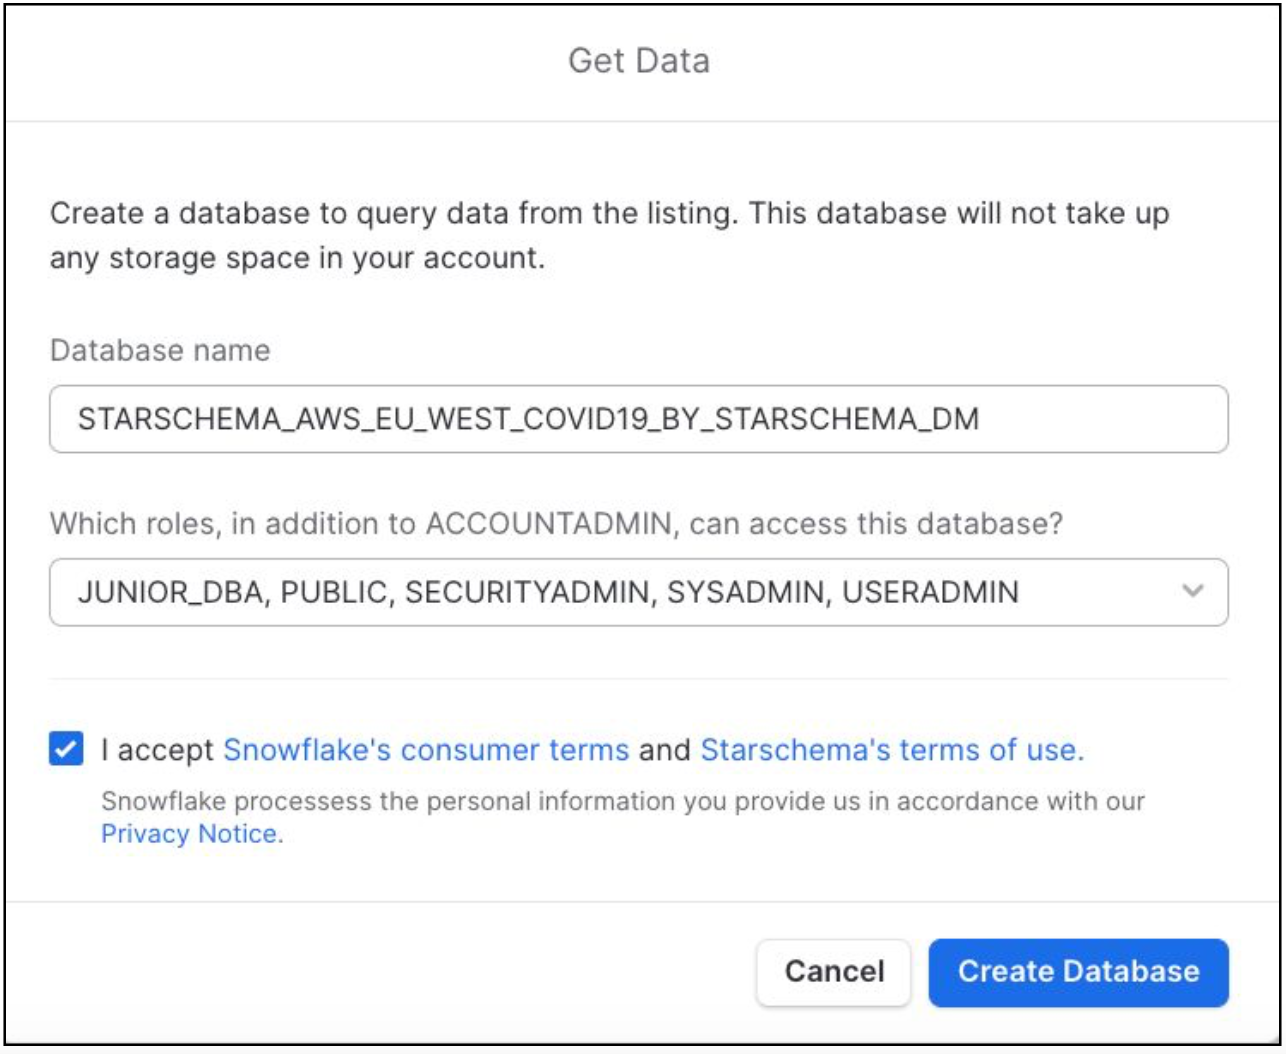 Get Data
Create a database to query data from the listing. This database will not take up
any storage space in your account.
Database name
STARSCHEMA_AWS_EU_WEST_COVID19_BY_STARSCHEMA_DM
Which roles, in addition to ACCOUNTADMIN, can access this database?
JUNIOR_DBA, PUBLIC, SECURITYADMIN, SYSADMIN, USERADMIN
I accept Snowflake's consumer terms and Starschema's terms of use.
Snowflake processess the personal information you provide us in accordance with our
Privacy Notice.
Cancel Create Database